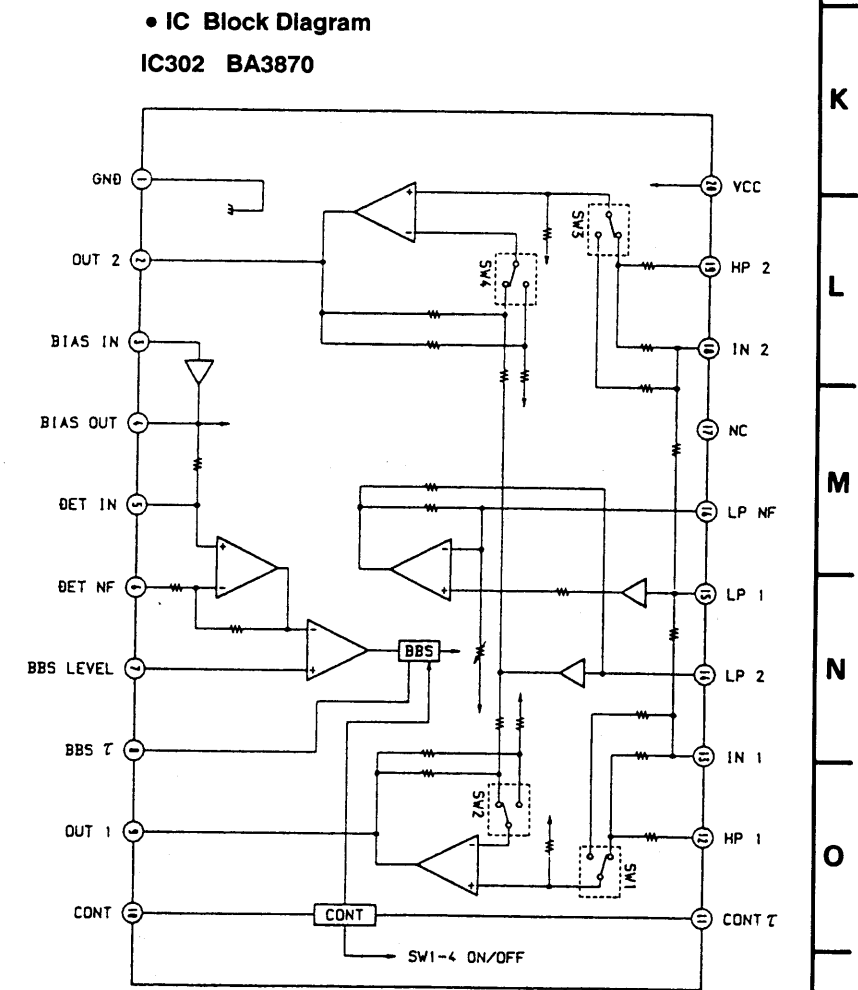 • IC Block Diagram
IC302 BA3870
K
GND 1
20 VCC
SW3
OUT 2 2
19 HP 2
SW4
L
BIAS IN 3
18 IN 2
BIAS OUT 4
17 NC
M
DET IN 5
16 LP NF
DET NF 6
15 LP 1
BBS
N
BBS LEVEL 7
14 LP 2
BBS τ 8
13 IN 1
SW2
OUT 1 9
12 HP 1
O
SW1
CONT 10
CONT
11 CONT τ
SW1-4 ON/OFF